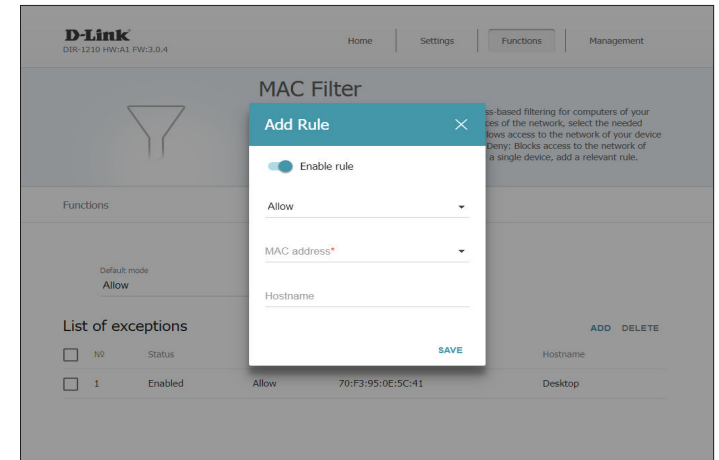 D-Link
DIR-1210 HW:A1 FW:3.0.4
Home Settings Functions Management
MAC Filter
ss-based filtering for computers of your
ces of the network, select the needed
lows access to the network of your device
Deny: Blocks access to the network of
a single device, add a relevant rule.
Add Rule
Enable rule
Allow
MAC address*
Hostname
SAVE
Functions
Default mode
Allow
List of exceptions
ADD DELETE
№ Status Hostname
1 Enabled Allow 70:F3:95:0E:5C:41 Desktop